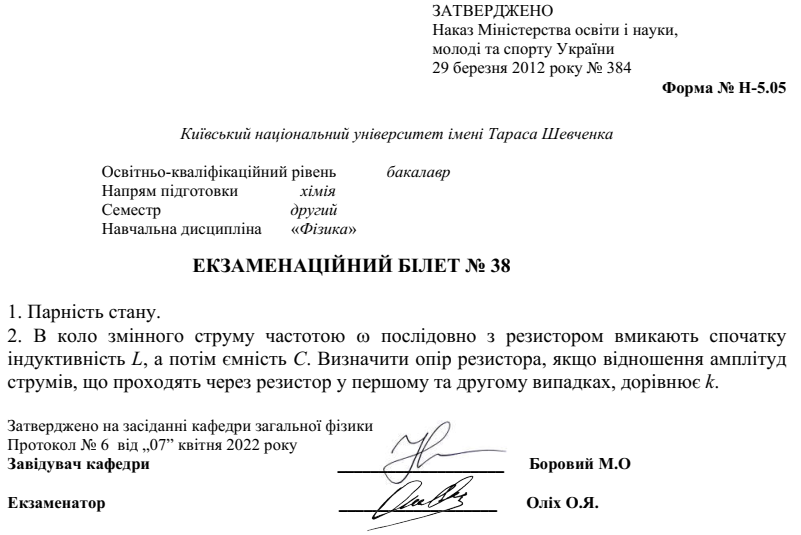 ЗАТВЕРДЖЕНО
Наказ Міністерства освіти і науки,
молоді та спорту України
29 березня 2012 року № 384
Форма № Н-5.05
Київський національний університет імені Тараса Шевченка
Освітньо-кваліфікаційний рівень бакалавр
Напрям підготовки хімія
Семестр другий
Навчальна дисципліна «Фізика»
ЕКЗАМЕНАЦІЙНИЙ БІЛЕТ № 38
1. Парність стану.
2. В коло змінного струму частотою ω послідовно з резистором вмикають спочатку
індуктивність L, а потім ємність C. Визначити опір резистора, якщо відношення амплітуд
струмів, що проходять через резистор у першому та другому випадках, дорівнює k.
Затверджено на засіданні кафедри загальної фізики
Протокол № 6 від „07” квітня 2022 року
Завідувач кафедри Боровий М.О
Екзаменатор Оліх О.Я.